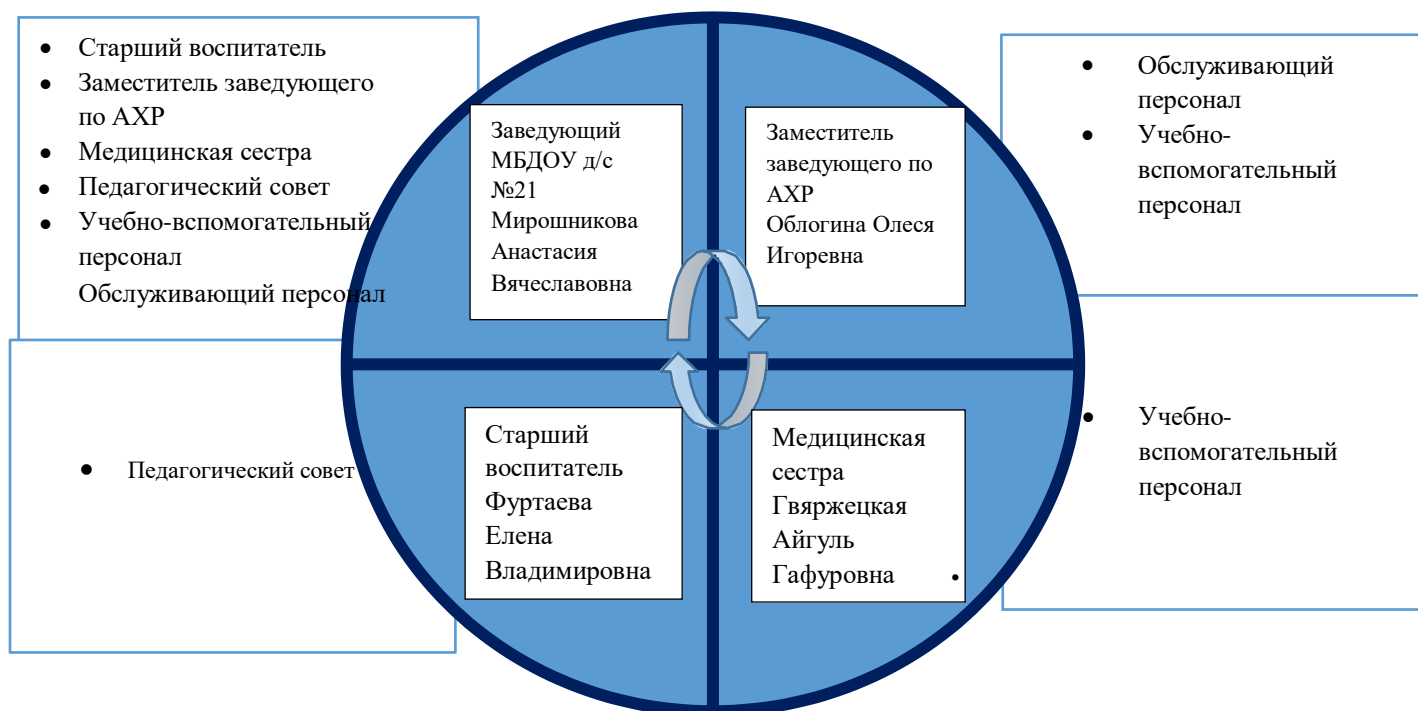 • Старший воспитатель
• Заместитель заведующего
по АХР
• Медицинская сестра
• Педагогический совет
• Учебно-вспомогательный
персонал
Обслуживающий персонал
Заведующий
МБДОУ д/с
№21
Мирошникова
Анастасия
Вячеславовна
Заместитель
заведующего по
АХР
Облогина Олеся
Игоревна
• Обслуживающий
персонал
• Учебно-
вспомогательный
персонал
• Педагогический совет
Старший
воспитатель
Фуртаева
Елена
Владимировна
Медицинская
сестра
Гвяржецкая
Айгуль
Гафуровна •
• Учебно-
вспомогательный
персонал